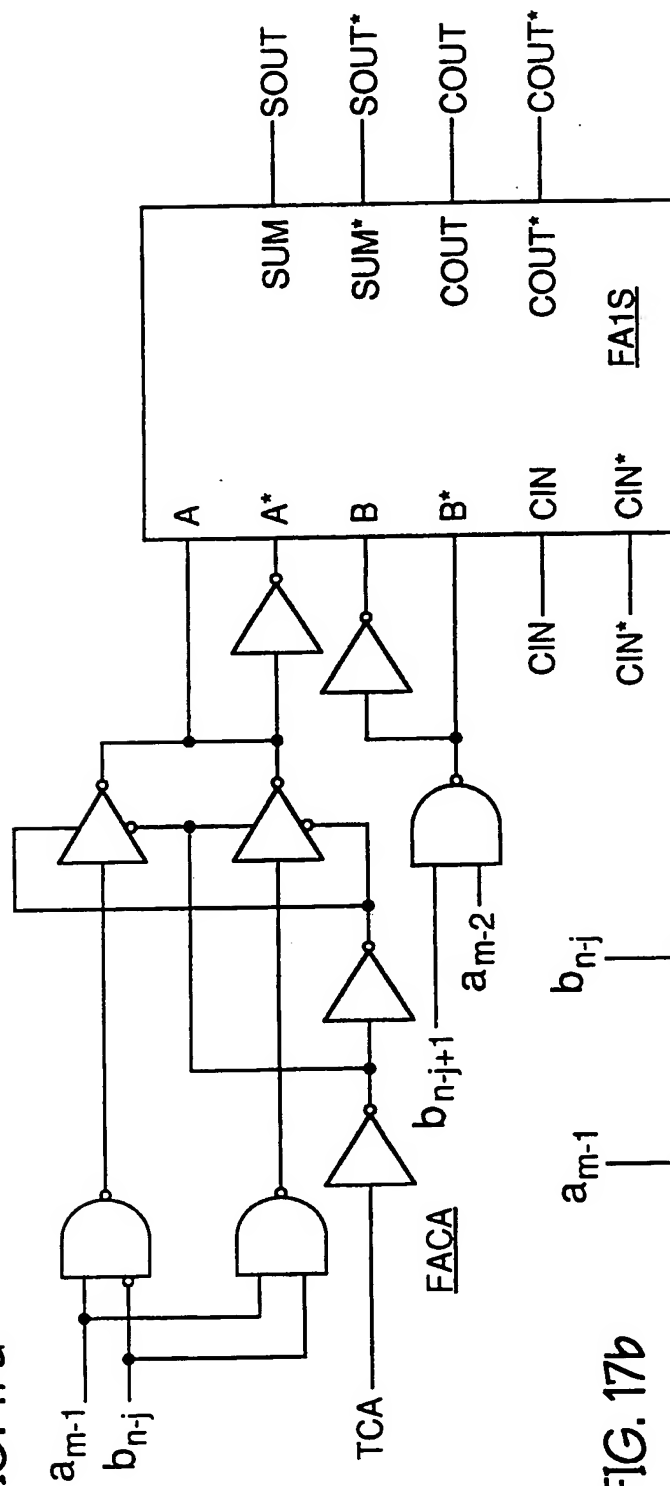 a_{m-1}
b_{n-j}
TCA
FACA
b_{n-j+1}
a_{m-2}
A
A*
B
B*
CIN
CIN*
CIN
CIN*
SUM
SUM*
COUT
COUT*
SOUT
SOUT*
COUT
COUT*
FA1S
FIG. 17b
a_{m-1}
b_{n-j}